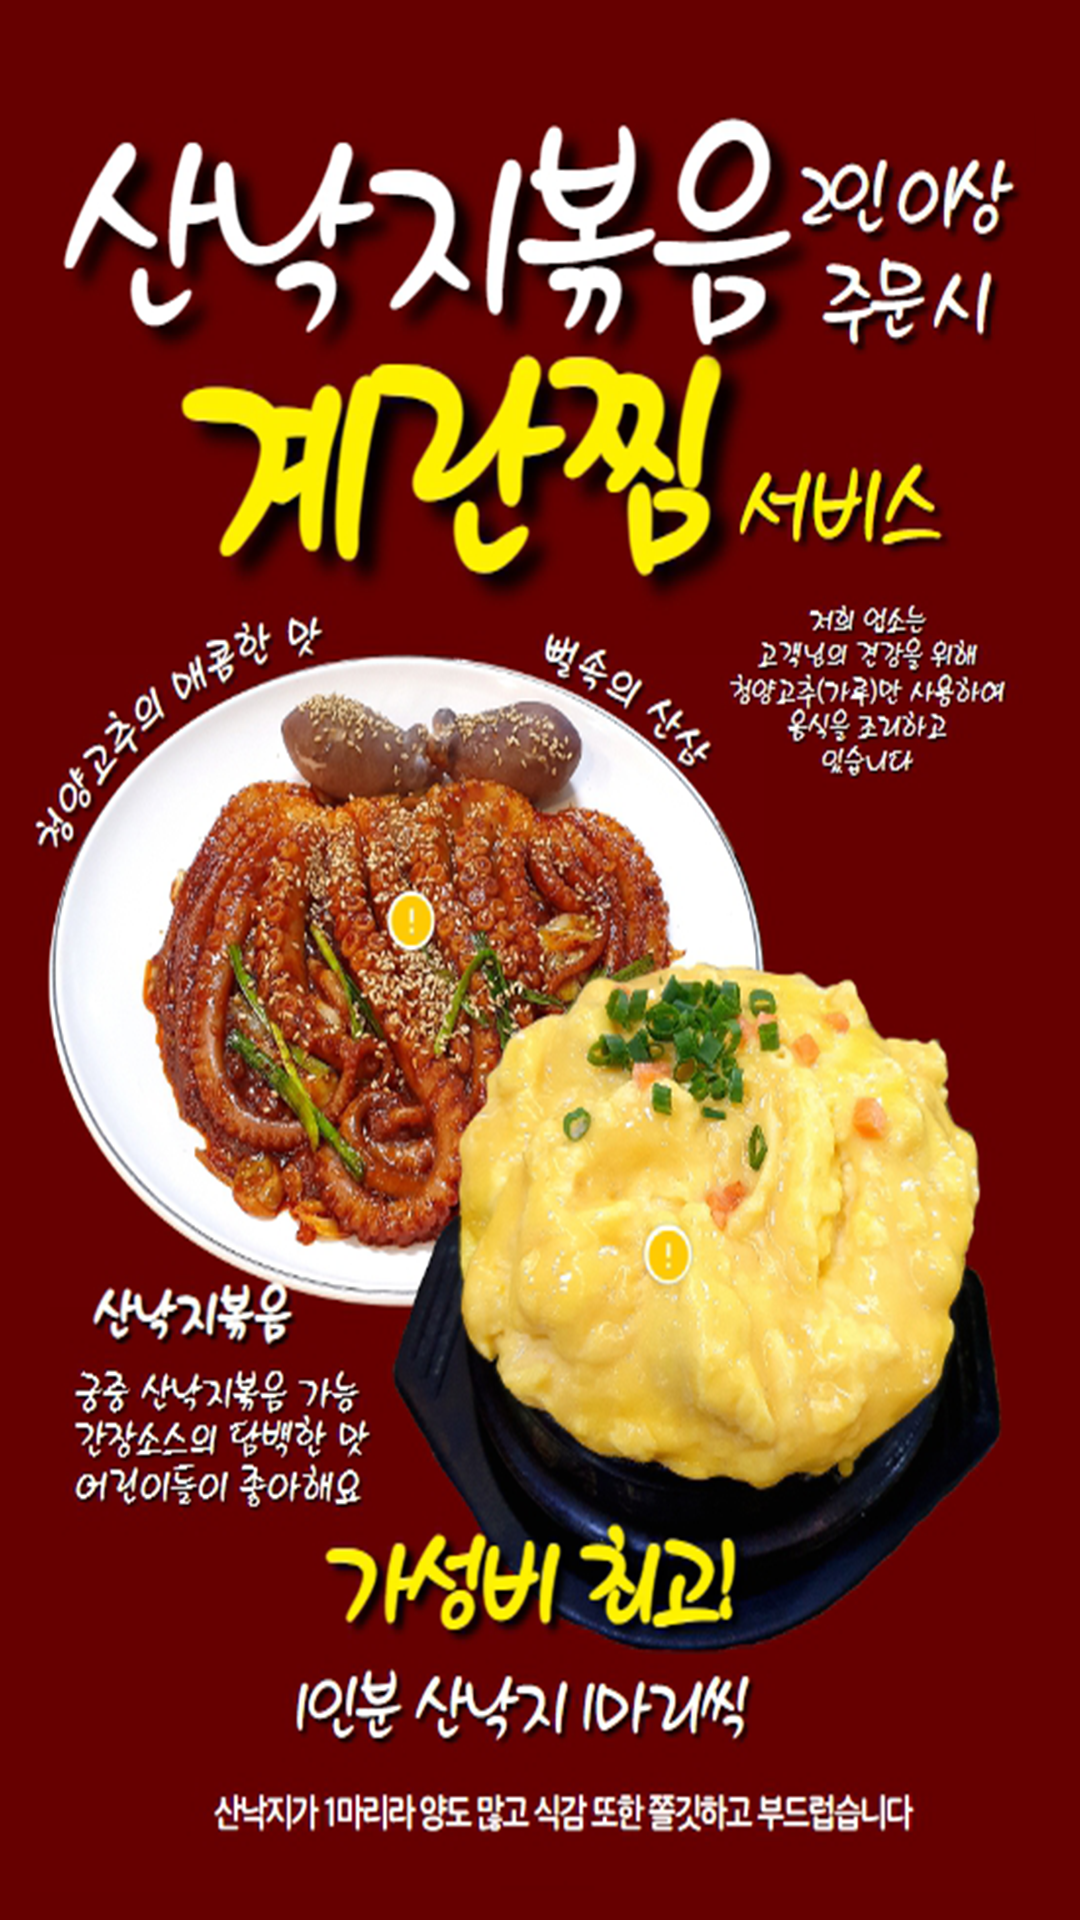 산낙지볶음 2인 이상
주문 시
계란찜 서비스
청양고추의 매콤한 맛
뻘속의 산삼
저희 업소는
고객님의 건강을 위해
청양고추(가루)만 사용하여
음식을 조리하고
있습니다
!
!
산낙지볶음
궁중 산낙지볶음 가능
간장소스의 담백한 맛
어린이들이 좋아해요
가성비 최고!
1인분 산낙지 1마리씩
산낙지가 1마리라 양도 많고 식감 또한 쫄깃하고 부드럽습니다